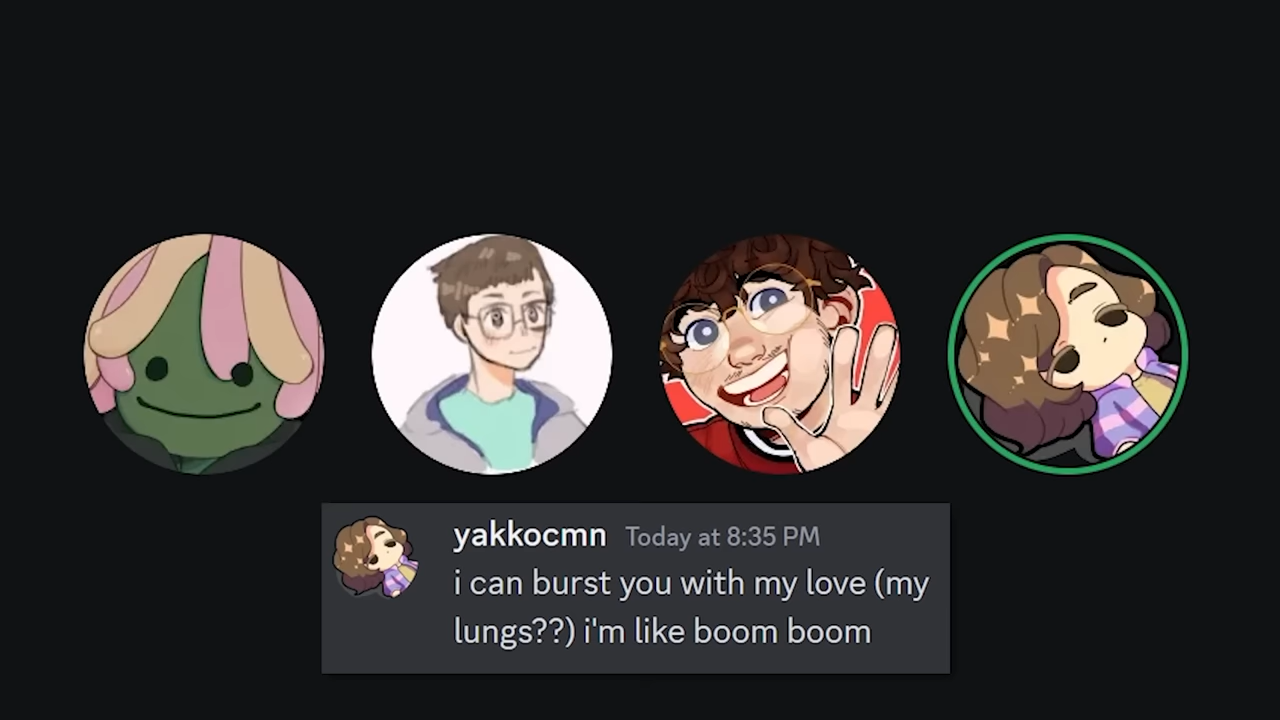 yakkocmn Today at 8:35 PM
i can burst you with my love (my
lungs??) i'm like boom boom